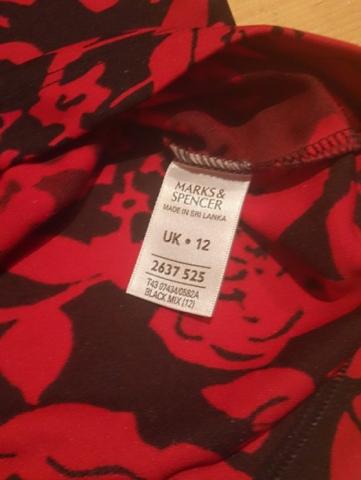 MARKS &
SPENCER
MADE IN SRI LANKA
UK • 12
2637 525
T43 0743A/0582A
BLACK MIX (12)